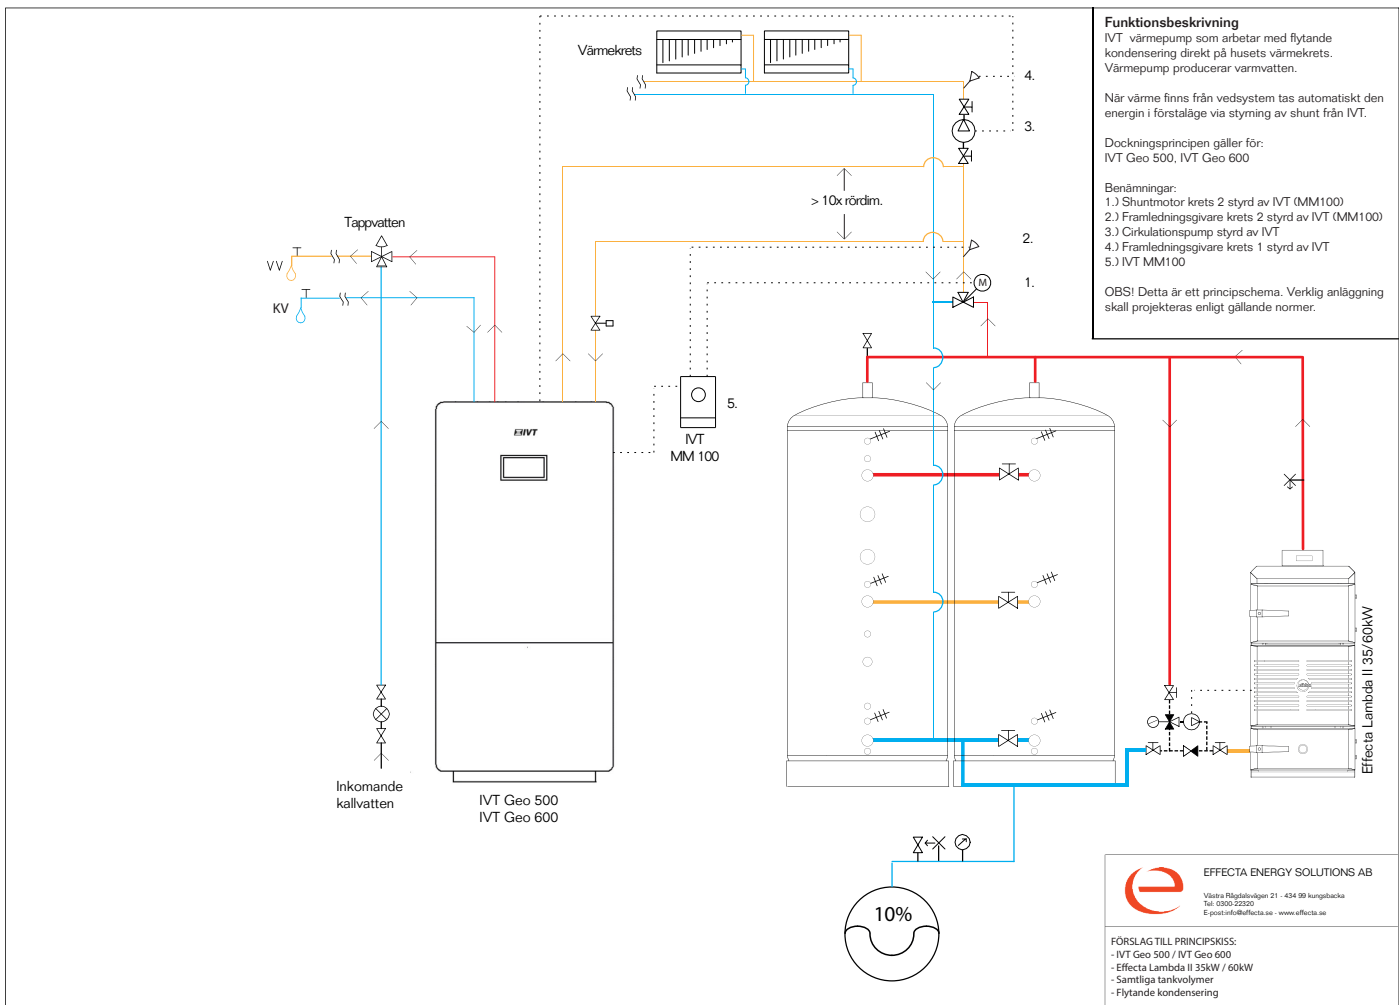 Funktionsbeskrivning
IVT värmepump som arbetar med flytande
kondensering direkt på husets värmekrets.
Värmepump producerar varmvatten.
När värme finns från vedsystem tas automatiskt den
energin i förstaläge via styrning av shunt från IVT.
Dockningsprincipen gäller för:
IVT Geo 500, IVT Geo 600
Benämningar:
1.) Shuntmotor krets 2 styrd av IVT (MM100)
2.) Framledningsgivare krets 2 styrd av IVT (MM100)
3.) Cirkulationspump styrd av IVT
4.) Framledningsgivare krets 1 styrd av IVT
5.) IVT MM100
OBS! Detta är ett principschema. Verklig anläggning
skall projekteras enligt gällande normer.
Värmekrets
4.
3.
> 10x rördim.
Tappvatten
2.
VV
1.
M
KV
5.
IVT
IVT
MM 100
Effecta Lambda II 35/60kW
Inkomande
kallvatten
IVT Geo 500
IVT Geo 600
10%
e
EFFECTA ENERGY SOLUTIONS AB
Västra Rågdalsvägen 21 - 434 99 kungsbacka
Tel: 0300-22320
E-post:info@effecta.se - www.effecta.se
FÖRSLAG TILL PRINCIPSKISS:
- IVT Geo 500 / IVT Geo 600
- Effecta Lambda II 35kW / 60kW
- Samtliga tankvolymer
- Flytande kondensering